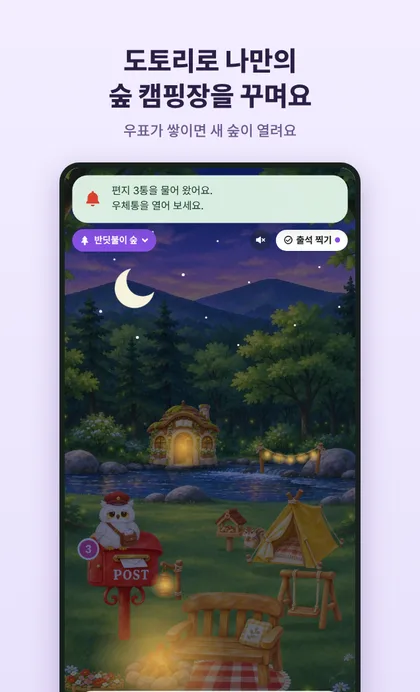 도토리로 나만의
숲 캠핑장을 꾸며요
우표가 쌓이면 새 숲이 열려요
편지 3통을 물어 왔어요.
우체통을 열어 보세요.
반딧불이 숲
출석 찍기
3
POST